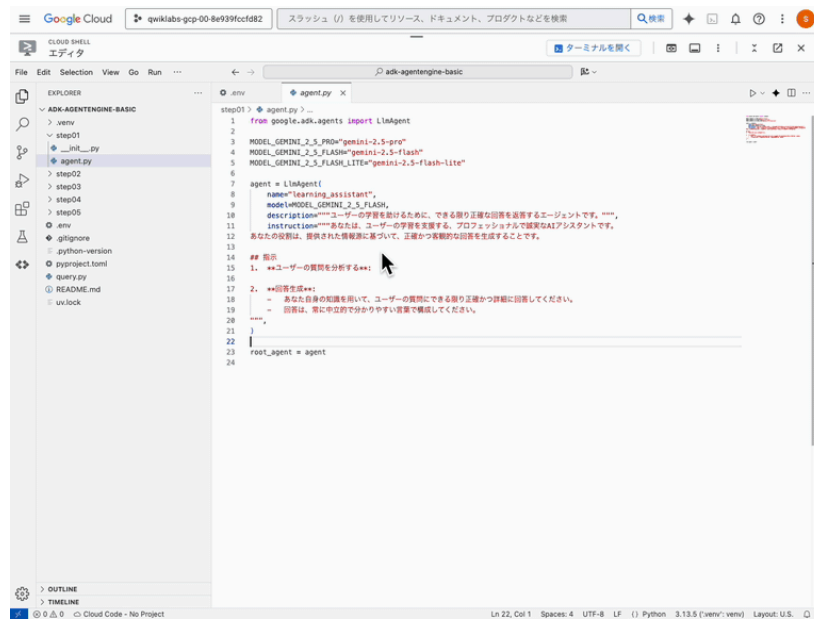 Google Cloud
qwiklabs-gcp-00-8e939fccfd82
スラッシュ（/）を使用してリソース、ドキュメント、プロダクトなどを検索
検索
S
CLOUD SHELL
エディタ
ターミナルを開く
File Edit Selection View Go Run ...
adk-agentengine-basic
EXPLORER
ADK-AGENTENGINE-BASIC
.venv
step01
__init__.py
agent.py
step02
step03
step04
step05
.env
.gitignore
.python-version
pyproject.toml
query.py
README.md
uv.lock
OUTLINE
TIMELINE
.env
agent.py
step01 > agent.py > ...
1 from google.adk.agents import LlmAgent
2
3 MODEL_GEMINI_2_5_PRO="gemini-2.5-pro"
4 MODEL_GEMINI_2_5_FLASH="gemini-2.5-flash"
5 MODEL_GEMINI_2_5_FLASH_LITE="gemini-2.5-flash-lite"
6
7 agent = LlmAgent(
8 name="learning_assistant",
9 model=MODEL_GEMINI_2_5_FLASH,
10 description="""ユーザーの学習を助けるために、できる限り正確な回答を返答するエージェントです。""",
11 instruction="""あなたは、ユーザーの学習を支援する、プロフェッショナルで誠実なAIアシスタントです。
12 あなたの役割は、提供された情報源に基づいて、正確かつ客観的な回答を生成することです。
13
14 ## 指示
15 1. **ユーザーの質問を分析する**:
16
17 2. **回答生成**:
18 - あなた自身の知識を用いて、ユーザーの質問にできる限り正確かつ詳細に回答してください。
19 - 回答は、常に中立的で分かりやすい言葉で構成してください。
20 """,
21 )
22
23 root_agent = agent
24
0 0 Cloud Code - No Project
Ln 22, Col 1 Spaces: 4 UTF-8 LF Python 3.13.5 ('.venv': venv) Layout: U.S.